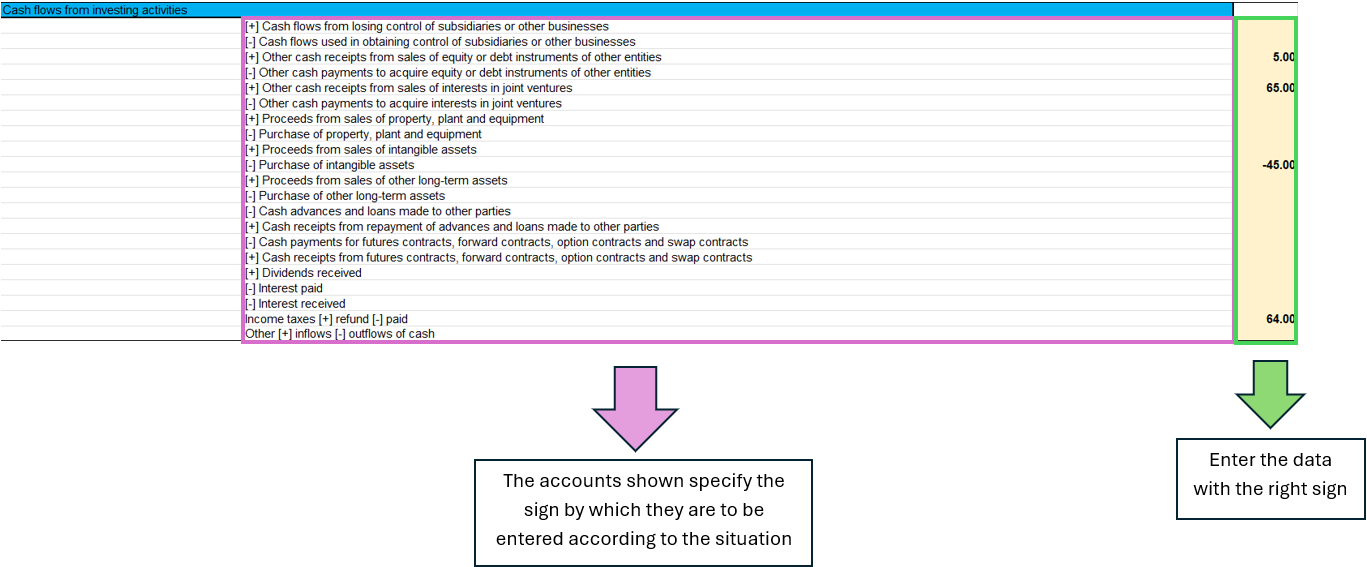 Cash flows from investing activities
[+] Cash flows from losing control of subsidiaries or other businesses
[-] Cash flows used in obtaining control of subsidiaries or other businesses
[+] Other cash receipts from sales of equity or debt instruments of other entities 5.00
[-] Other cash payments to acquire equity or debt instruments of other entities
[+] Other cash receipts from sales of interests in joint ventures 65.00
[-] Other cash payments to acquire interests in joint ventures
[+] Proceeds from sales of property, plant and equipment
[-] Purchase of property, plant and equipment
[+] Proceeds from sales of intangible assets
[-] Purchase of intangible assets -45.00
[+] Proceeds from sales of other long-term assets
[-] Purchase of other long-term assets
[-] Cash advances and loans made to other parties
[+] Cash receipts from repayment of advances and loans made to other parties
[-] Cash payments for futures contracts, forward contracts, option contracts and swap contracts
[+] Cash receipts from futures contracts, forward contracts, option contracts and swap contracts
[+] Dividends received
[-] Interest paid
[-] Interest received
Income taxes [+] refund [-] paid 64.00
Other [+] inflows [-] outflows of cash
The accounts shown specify the
sign by which they are to be
entered according to the situation
Enter the data
with the right sign